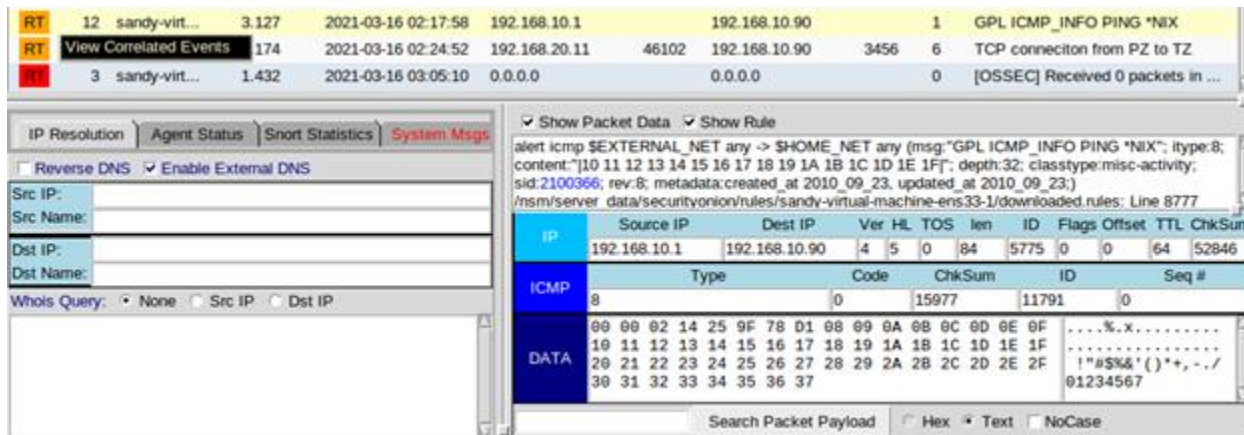 RT 12 sandy-virt... 3.127 2021-03-16 02:17:58 192.168.10.1 192.168.10.90 1 GPL ICMP_INFO PING *NIX
RT View Correlated Events 174 2021-03-16 02:24:52 192.168.20.11 46102 192.168.10.90 3456 6 TCP conneciton from PZ to TZ
RT 3 sandy-virt... 1.432 2021-03-16 03:05:10 0.0.0.0 0.0.0.0 0 [OSSEC] Received 0 packets in ...
IP Resolution Agent Status Snort Statistics System Msgs
Reverse DNS Enable External DNS
Src IP:
Src Name:
Dst IP:
Dst Name:
Whois Query: None Src IP Dst IP
Show Packet Data Show Rule
alert icmp $EXTERNAL_NET any -> $HOME_NET any (msg:"GPL ICMP_INFO PING *NIX"; itype:8;
content:"|10 11 12 13 14 15 16 17 18 19 1A 1B 1C 1D 1E 1F|"; depth:32; classtype:misc-activity;
sid:2100366; rev:8; metadata:created_at 2010_09_23, updated_at 2010_09_23;)
/nsm/server_data/securityonion/rules/sandy-virtual-machine-ens33-1/downloaded.rules: Line 8777
IP
Source IP Dest IP Ver HL TOS len ID Flags Offset TTL ChkSum
192.168.10.1 192.168.10.90 4 5 0 84 5775 0 0 64 52846
ICMP
Type Code ChkSum ID Seq #
8 0 15977 11791 0
DATA
00 00 02 14 25 9F 78 D1 08 09 0A 0B 0C 0D 0E 0F ....%.x.........
10 11 12 13 14 15 16 17 18 19 1A 1B 1C 1D 1E 1F ................
20 21 22 23 24 25 26 27 28 29 2A 2B 2C 2D 2E 2F !"#$%&'()*+,-./
30 31 32 33 34 35 36 37 01234567
Search Packet Payload Hex Text NoCase